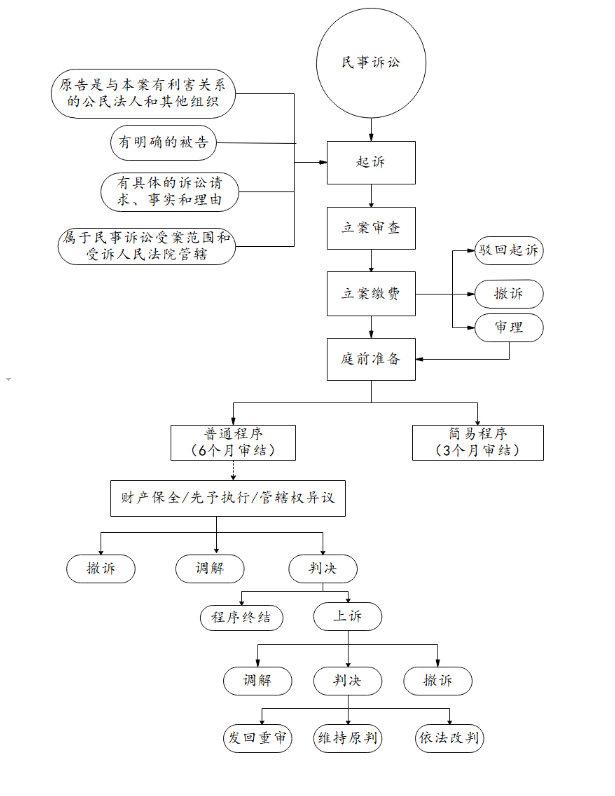 民事诉讼
原告是与本案有利害关系
的公民法人和其他组织
有明确的被告
起诉
有具体的诉讼请
求、事实和理由
属于民事诉讼受案范围和
受诉人民法院管辖
立案审查
驳回起诉
立案缴费
撤诉
审理
庭前准备
普通程序
（6个月审结）
简易程序
（3个月审结）
财产保全/先予执行/管辖权异议
撤诉
调解
判决
程序终结
上诉
调解
判决
撤诉
发回重审
维持原判
依法改判